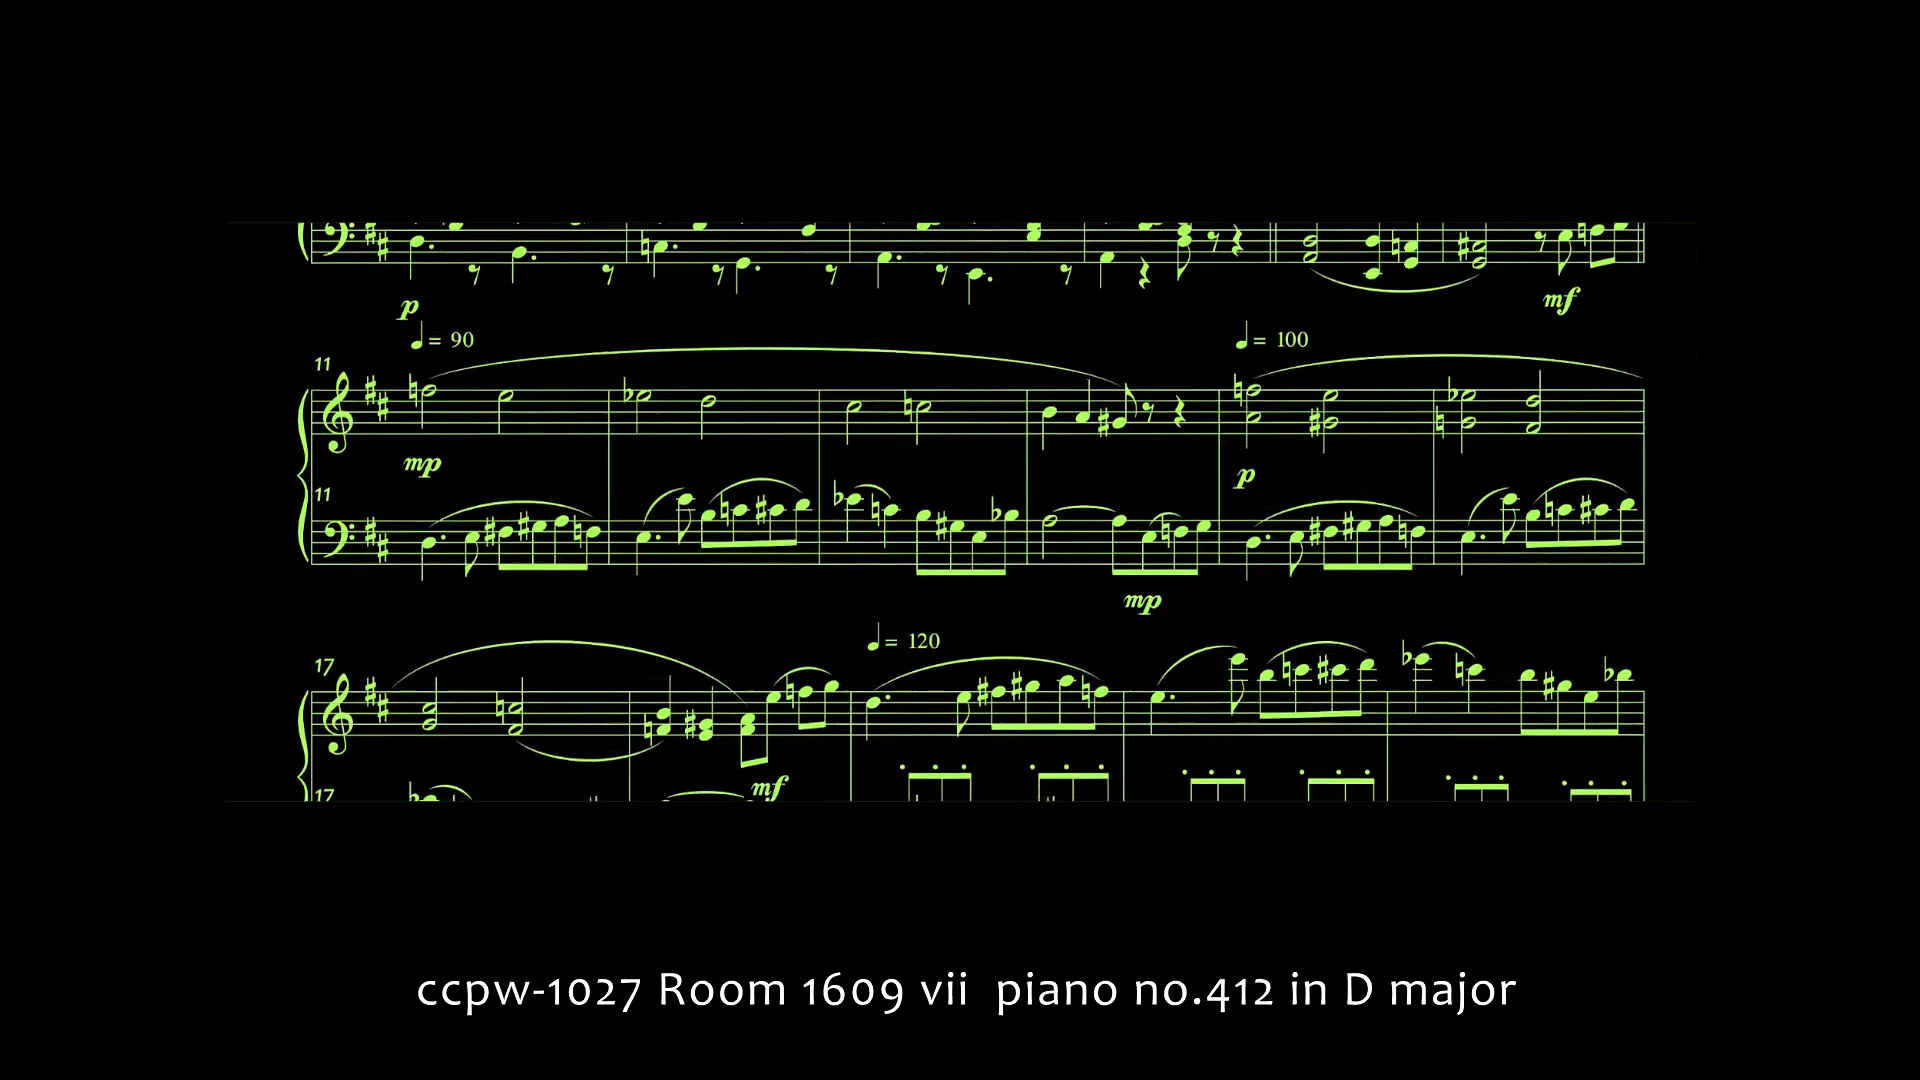 p
mf
= 90
= 100
11
mp
p
11
mp
= 120
17
mf
17
ccpw-1027 Room 1609 vii piano no.412 in D major